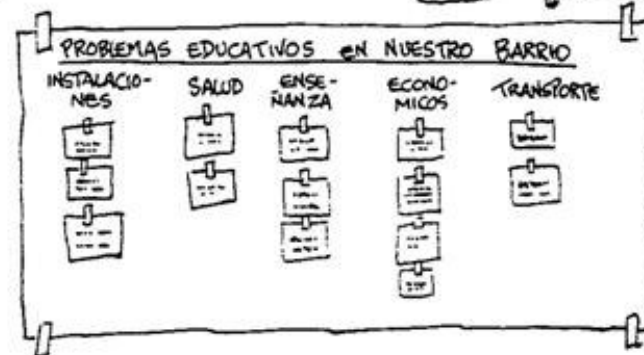 PROBLEMAS EDUCATIVOS EN NUESTRO BARRIO
INSTALACIO-
NES
SALUD
ENSE-
ÑANZA
ECONO-
MICOS
TRANSPORTE